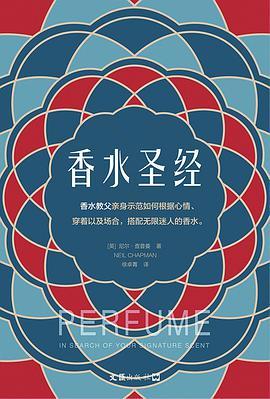 香水圣经
香水教父亲身示范如何根据心情、
穿着以及场合，搭配无限迷人的香水。
[英] 尼尔·查普曼 著
NEIL CHAPMAN
徐卓菁 译
PERFUME
IN SEARCH OF YOUR SIGNATURE SCENT
文匯出版社